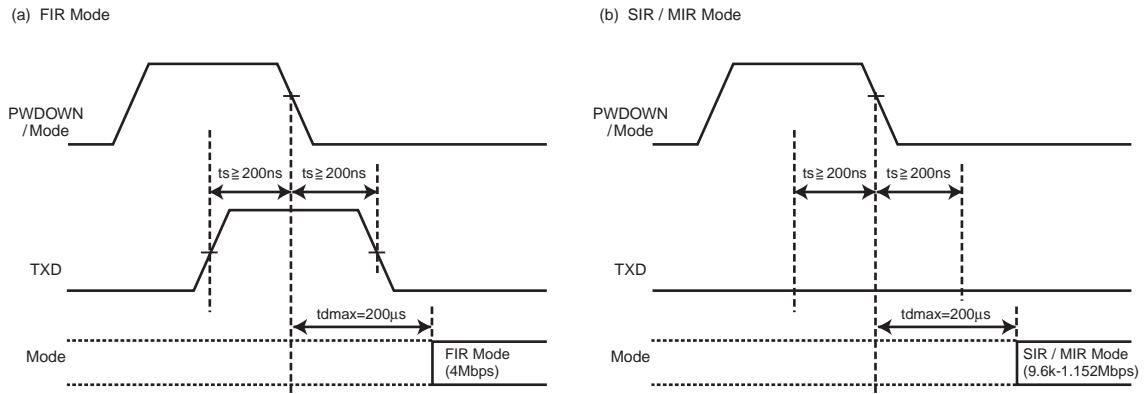 (a) FIR Mode
PWDOWN
/Mode
ts≧200ns
ts≧200ns
TXD
tdmax=200μs
Mode
FIR Mode
(4Mbps)
(b) SIR / MIR Mode
PWDOWN
/Mode
ts≧200ns
ts≧200ns
TXD
tdmax=200μs
Mode
SIR / MIR Mode
(9.6k-1.152Mbps)